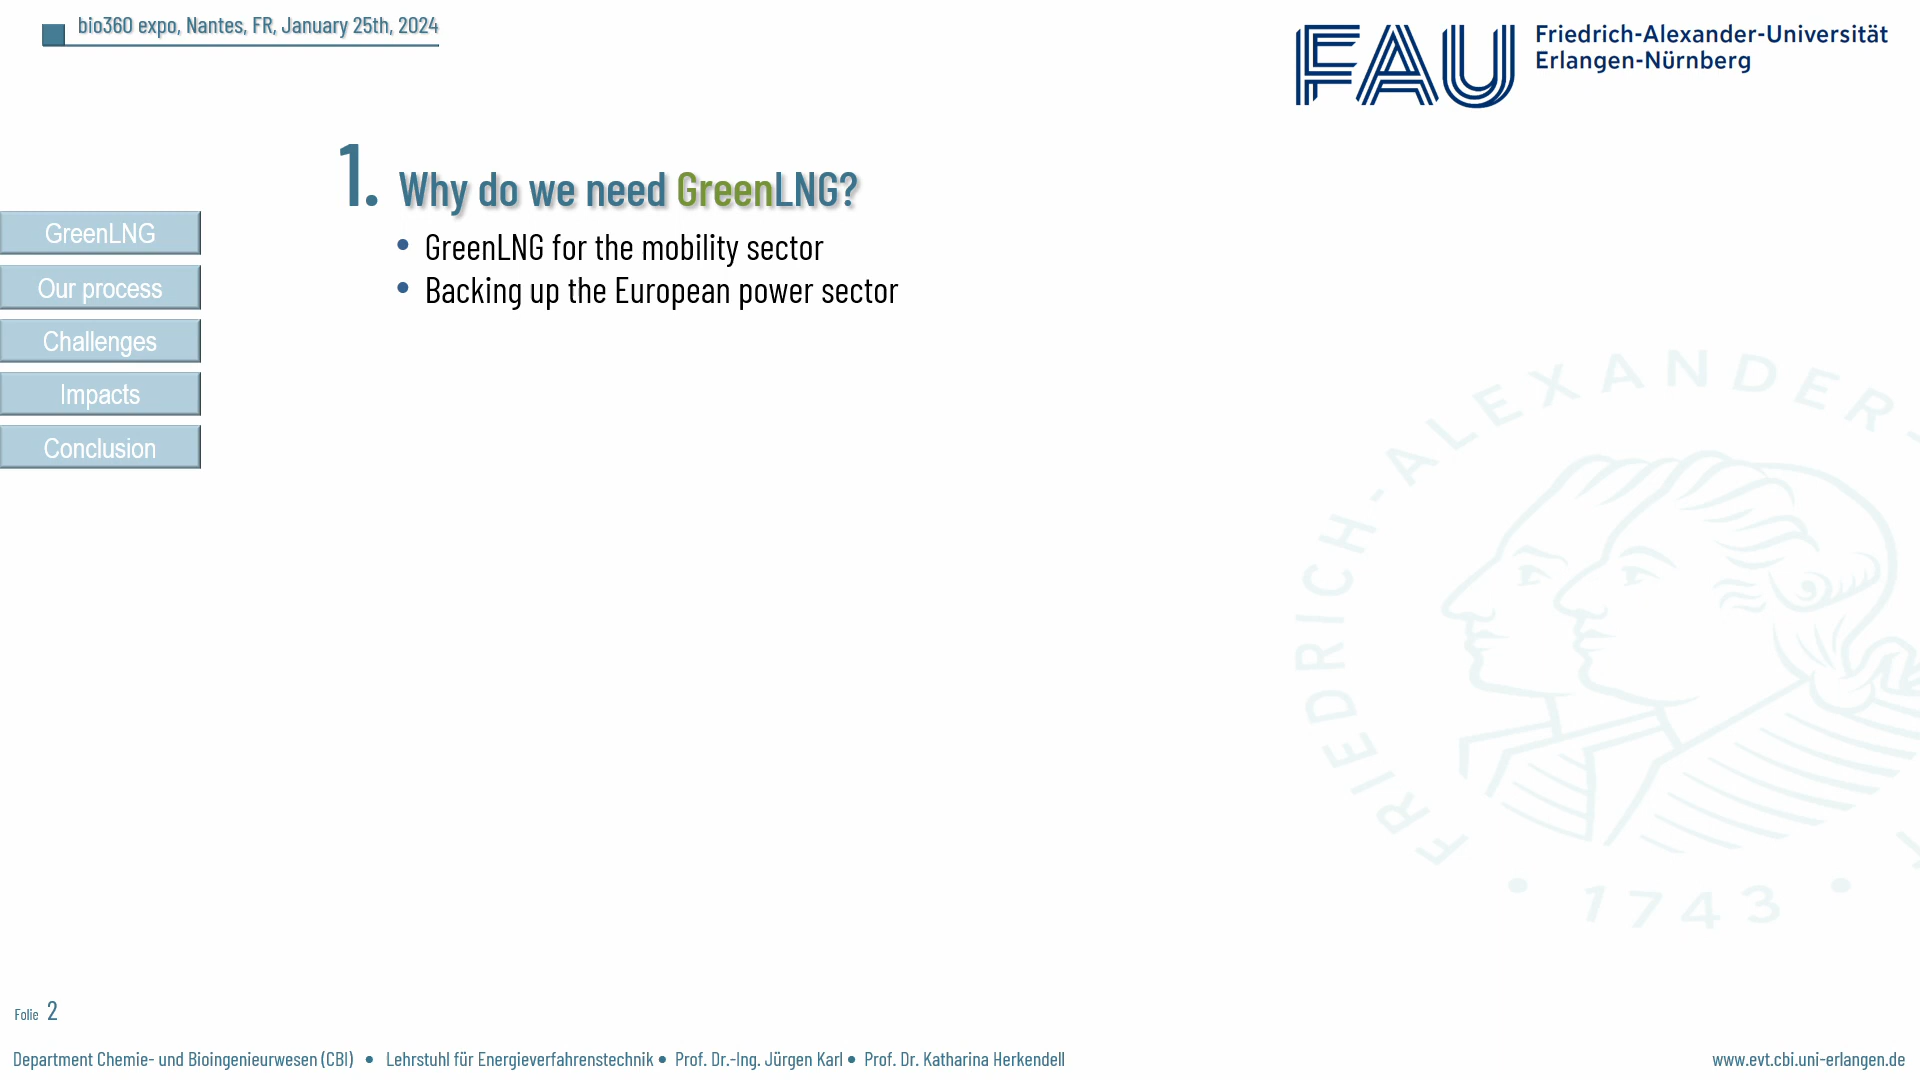 bio360 expo, Nantes, FR, January 25th, 2024
FAU
Friedrich-Alexander-Universität
Erlangen-Nürnberg
1. Why do we need GreenLNG?
• GreenLNG for the mobility sector
• Backing up the European power sector
GreenLNG
Our process
Challenges
Impacts
Conclusion
FRIEDRICH-ALEXANDER-
• 1743 •
Folie 2
Department Chemie- und Bioingenieurwesen (CBI) • Lehrstuhl für Energieverfahrenstechnik • Prof. Dr.-Ing. Jürgen Karl • Prof. Dr. Katharina Herkendell
www.evt.cbi.uni-erlangen.de